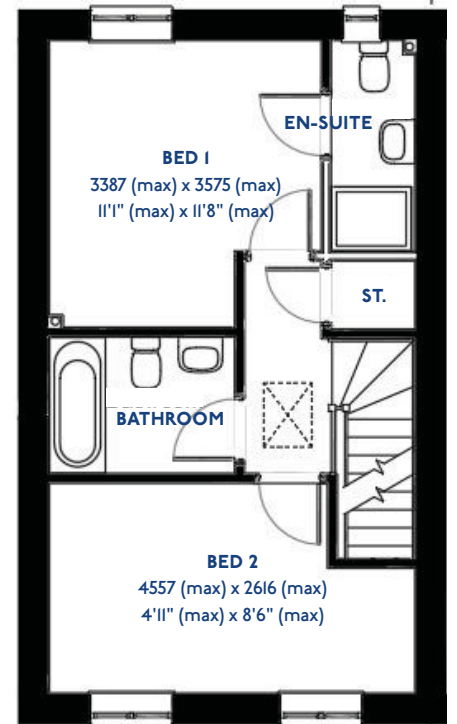 EN-SUITE
BED 1
3387 (max) x 3575 (max)
11'1" (max) x 11'8" (max)
ST.
BATHROOM
BED 2
4557 (max) x 2616 (max)
4'11" (max) x 8'6" (max)